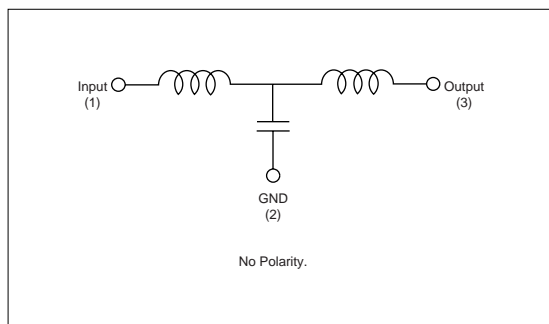 Input
(1)
Output
(3)
GND
(2)
No Polarity.